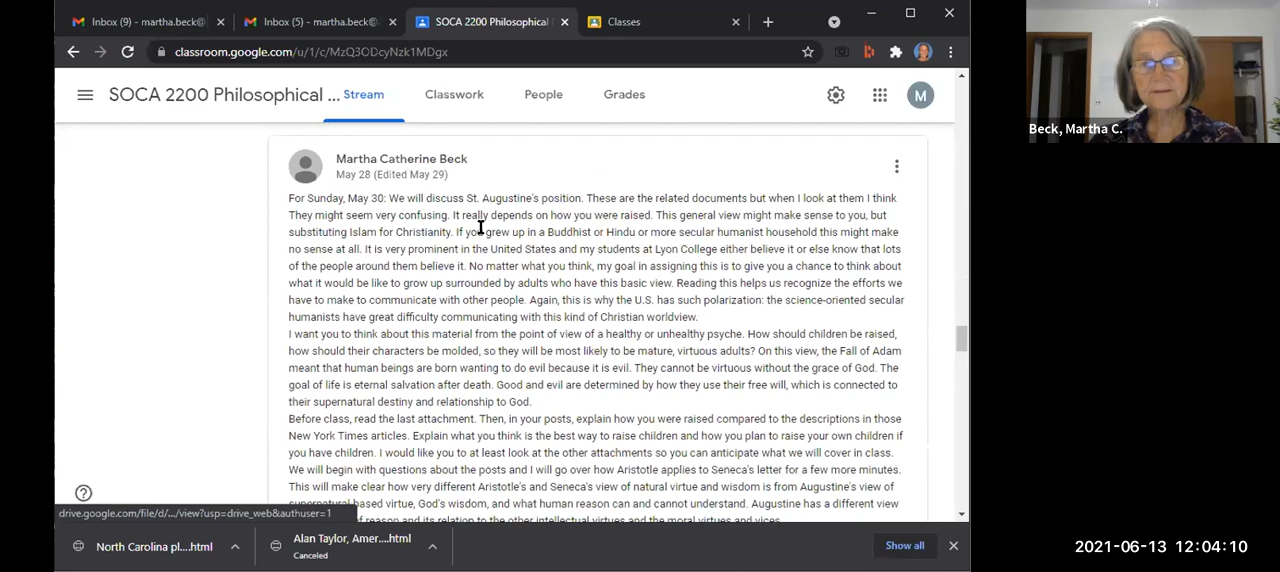 Inbox (9) - martha.beck@
Inbox (5) - martha.beck@
SOCA 2200 Philosophical
Classes
classroom.google.com/u/1/c/MzQ3ODcyNzk1MDgx
SOCA 2200 Philosophical ...
Stream
Classwork
People
Grades
M
Beck, Martha C.
Martha Catherine Beck
May 28 (Edited May 29)
For Sunday, May 30: We will discuss St. Augustine's position. These are the related documents but when I look at them I think
They might seem very confusing. It really depends on how you were raised. This general view might make sense to you, but
substituting Islam for Christianity. If you grew up in a Buddhist or Hindu or more secular humanist household this might make
no sense at all. It is very prominent in the United States and my students at Lyon College either believe it or else know that lots
of the people around them believe it. No matter what you think, my goal in assigning this is to give you a chance to think about
what it would be like to grow up surrounded by adults who have this basic view. Reading this helps us recognize the efforts we
have to make to communicate with other people. Again, this is why the U.S. has such polarization: the science-oriented secular
humanists have great difficulty communicating with this kind of Christian worldview.
I want you to think about this material from the point of view of a healthy or unhealthy psyche. How should children be raised,
how should their characters be molded, so they will be most likely to be mature, virtuous adults? On this view, the Fall of Adam
meant that human beings are born wanting to do evil because it is evil. They cannot be virtuous without the grace of God. The
goal of life is eternal salvation after death. Good and evil are determined by how they use their free will, which is connected to
their supernatural destiny and relationship to God.
Before class, read the last attachment. Then, in your posts, explain how you were raised compared to the descriptions in those
New York Times articles. Explain what you think is the best way to raise children and how you plan to raise your own children if
you have children. I would like you to at least look at the other attachments so you can anticipate what we will cover in class.
We will begin with questions about the posts and I will go over how Aristotle applies to Seneca's letter for a few more minutes.
This will make clear how very different Aristotle's and Seneca's view of natural virtue and wisdom is from Augustine's view of
supernatural based virtue, God's wisdom, and what human reason can and cannot understand. Augustine has a different view
of reason and its relation to the other intellectual virtues and the moral virtues and vices.
drive.google.com/file/d/.../view?usp=drive_web&authuser=1
North Carolina pl....html
Alan Taylor, Amer....html
Canceled
Show all
2021-06-13 12:04:10